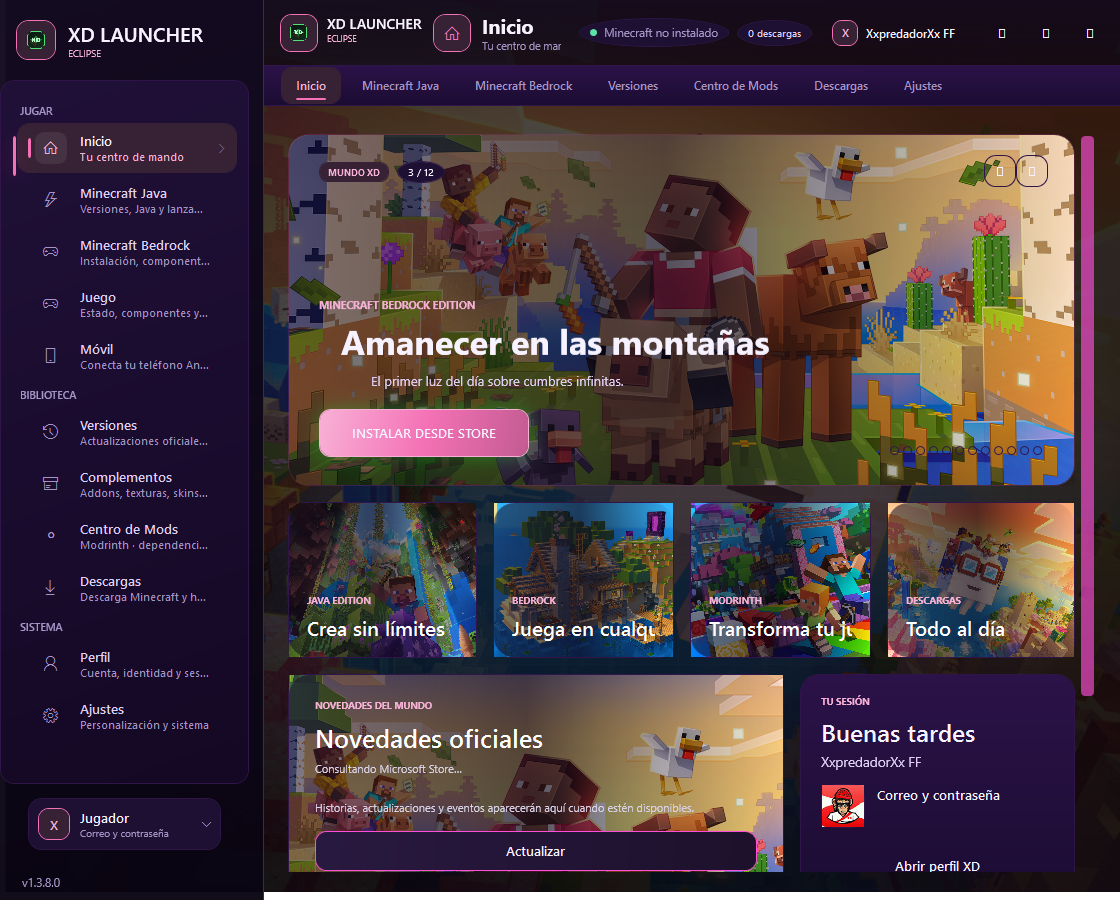 XD LAUNCHER
ECLIPSE
JUGAR
Inicio
Tu centro de mando
Minecraft Java
Versiones, Java y lanza...
Minecraft Bedrock
Instalación, component...
Juego
Estado, componentes y...
Móvil
Conecta tu teléfono An...
BIBLIOTECA
Versiones
Actualizaciones oficiale...
Complementos
Addons, texturas, skins...
Centro de Mods
Modrinth · dependenci...
Descargas
Descarga Minecraft y h...
SISTEMA
Perfil
Cuenta, identidad y ses...
Ajustes
Personalización y sistema
X
Jugador
Correo y contraseña
v1.3.8.0
XD LAUNCHER
ECLIPSE
Inicio
Tu centro de mar
Minecraft no instalado
0 descargas
X
XxpredadorXx FF
Inicio
Minecraft Java
Minecraft Bedrock
Versiones
Centro de Mods
Descargas
Ajustes
MUNDO XD
3 / 12
MINECRAFT BEDROCK EDITION
Amanecer en las montañas
El primer luz del día sobre cumbres infinitas.
INSTALAR DESDE STORE
JAVA EDITION
Crea sin límites
BEDROCK
Juega en cualqu
MODRINTH
Transforma tu ju
DESCARGAS
Todo al día
NOVEDADES DEL MUNDO
Novedades oficiales
Consultando Microsoft Store...
Historias, actualizaciones y eventos aparecerán aquí cuando estén disponibles.
Actualizar
TU SESIÓN
Buenas tardes
XxpredadorXx FF
Correo y contraseña
Abrir perfil XD